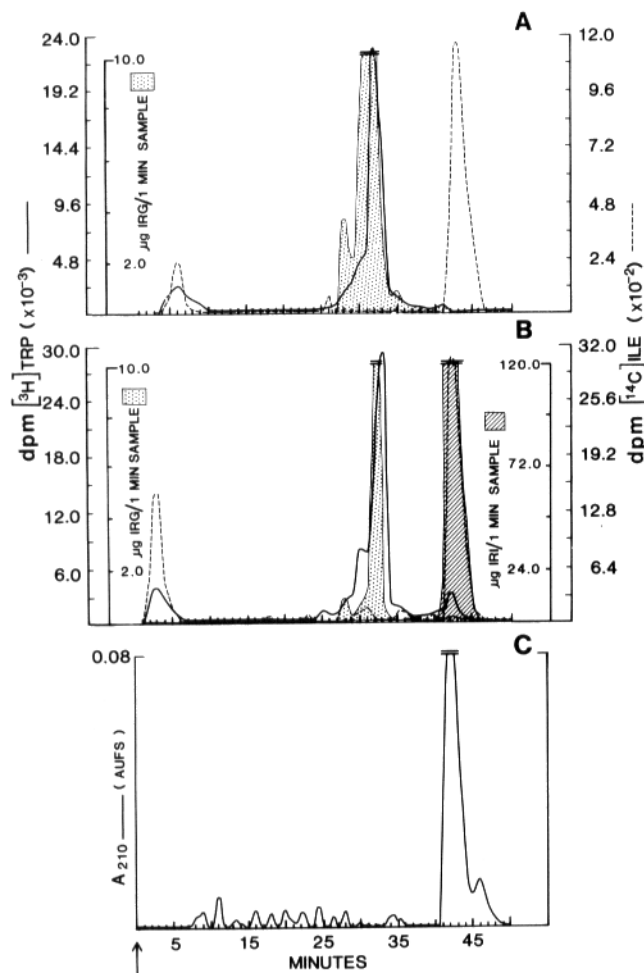 A
24.0
19.2
14.4
9.6
4.8
10.0
2.0
µg IRG/1 MIN SAMPLE
12.0
9.6
7.2
4.8
2.4
dpm [³H]TRP (x10⁻³)
dpm [¹⁴C]ILE (x10⁻²)
B
30.0
24.0
18.0
12.0
6.0
10.0
2.0
µg IRG/1 MIN SAMPLE
120.0
72.0
24.0
µg IRI/1 MIN SAMPLE
32.0
25.6
19.2
12.8
6.4
C
0.08
A₂₁₀ (AUFS)
5 15 25 35 45
MINUTES